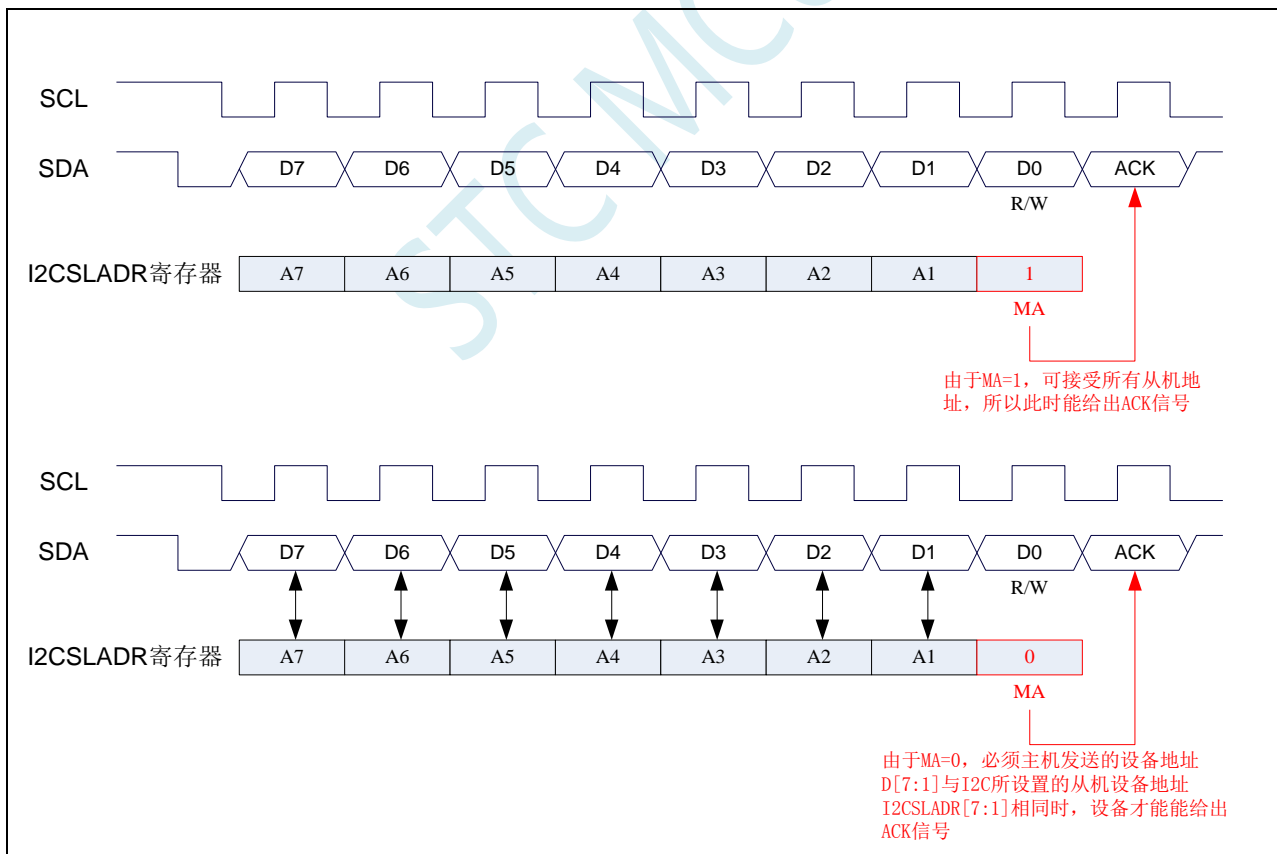 STC MC
SCL
SDA D7 D6 D5 D4 D3 D2 D1 D0 ACK
R/W
I2CSLADR寄存器 A7 A6 A5 A4 A3 A2 A1 1
MA
由于MA=1，可接受所有从机地
址，所以此时能给出ACK信号
SCL
SDA D7 D6 D5 D4 D3 D2 D1 D0 ACK
R/W
I2CSLADR寄存器 A7 A6 A5 A4 A3 A2 A1 0
MA
由于MA=0，必须主机发送的设备地址
D[7:1]与I2C所设置的从机设备地址
I2CSLADR[7:1]相同时，设备才能能给出
ACK信号